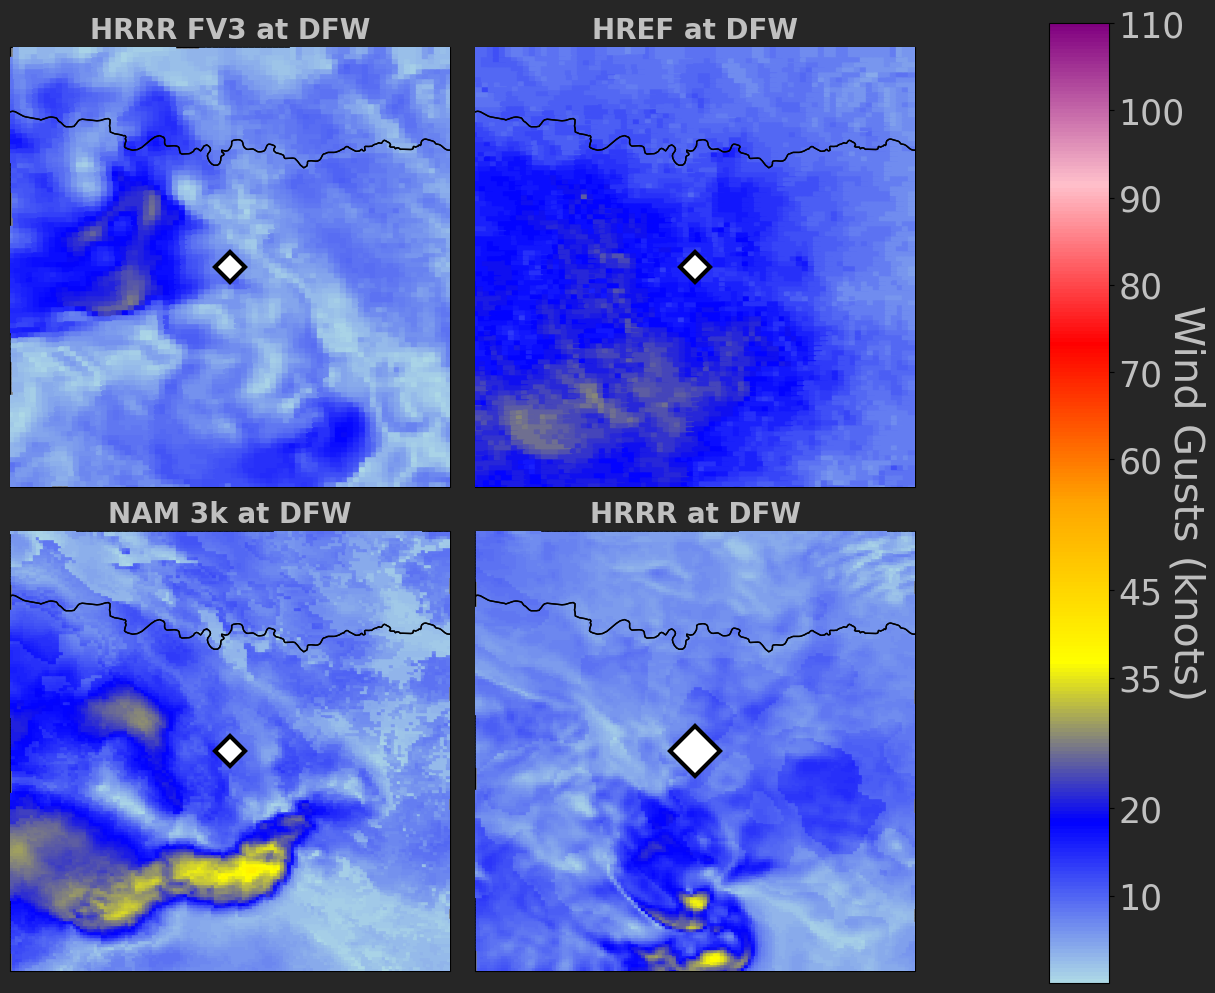 HRRR FV3 at DFW
HREF at DFW
NAM 3k at DFW
HRRR at DFW
110
100
90
80
70
60
45
35
20
10
Wind Gusts (knots)